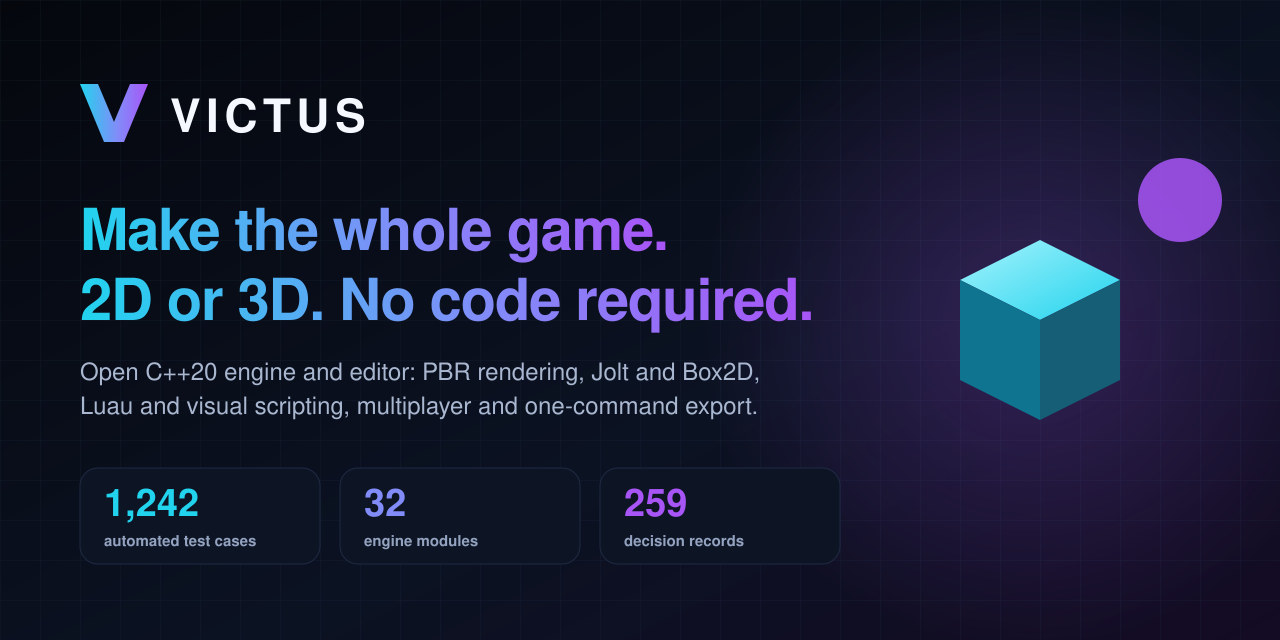 VICTUS
Make the whole game.
2D or 3D. No code required.
Open C++20 engine and editor: PBR rendering, Jolt and Box2D,
Luau and visual scripting, multiplayer and one-command export.
1,242
automated test cases
32
engine modules
259
decision records